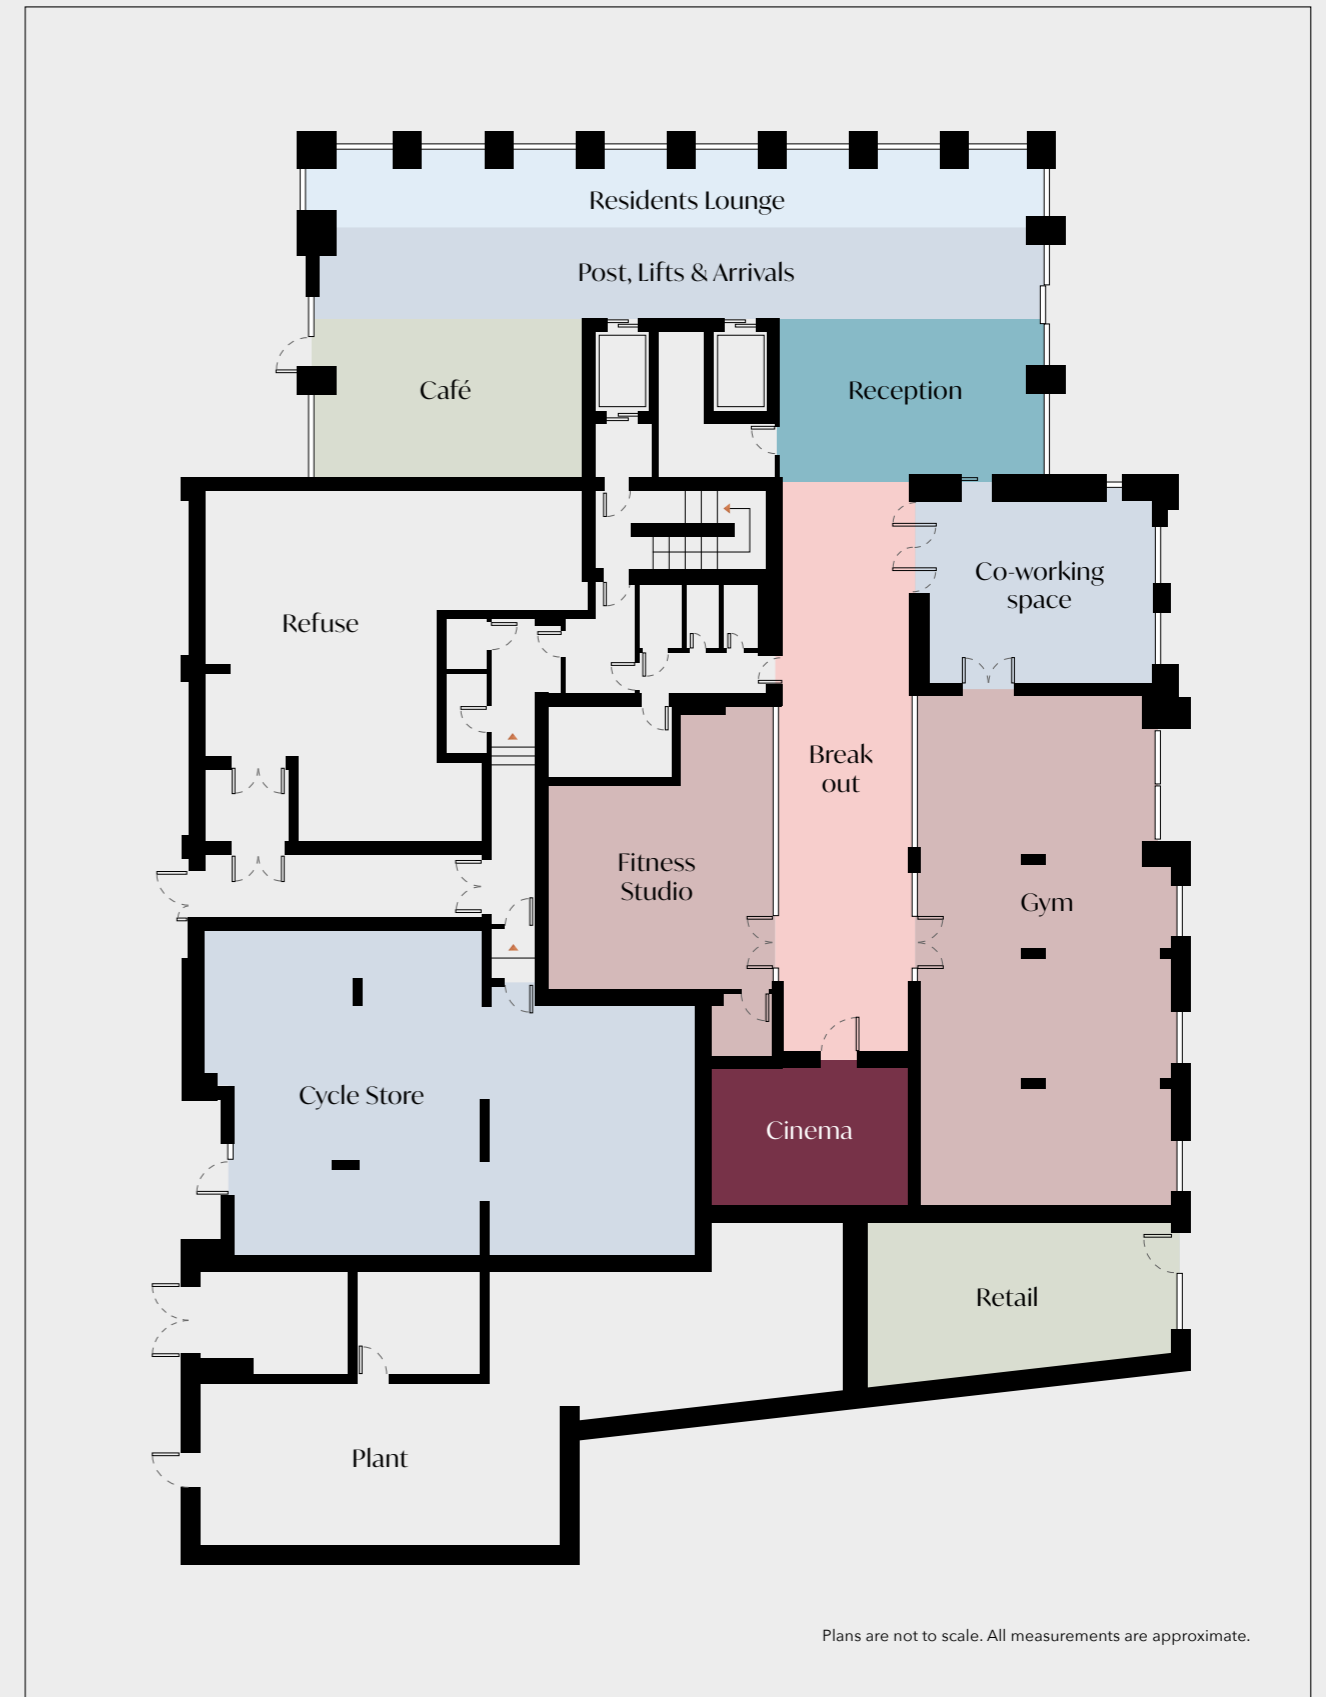 Residents Lounge
Post, Lifts & Arrivals
Café
Reception
Co-working
space
Refuse
Break
out
Fitness
Studio
Gym
Cycle Store
Cinema
Retail
Plant
Plans are not to scale. All measurements are approximate.